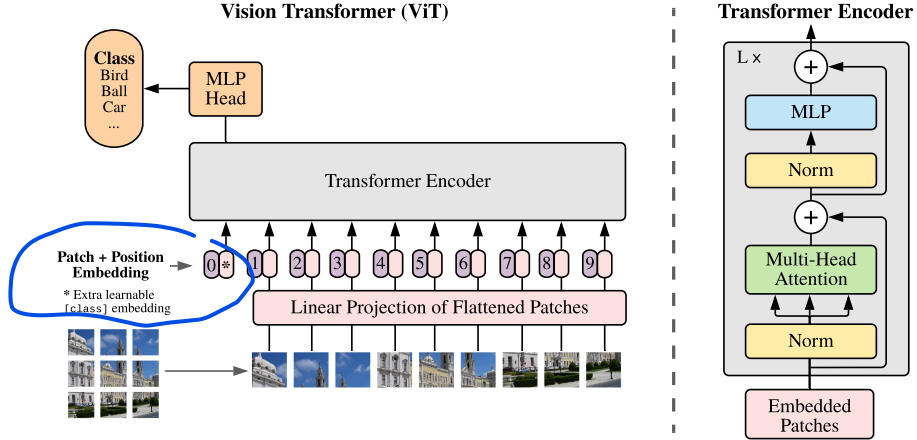 Vision Transformer (ViT)
Class
Bird
Ball
Car
...
MLP
Head
Transformer Encoder
Patch + Position
Embedding
0 * 1 2 3 4 5 6 7 8 9
* Extra learnable
[class] embedding
Linear Projection of Flattened Patches
Transformer Encoder
L x
+
MLP
Norm
+
Multi-Head
Attention
Norm
Embedded
Patches